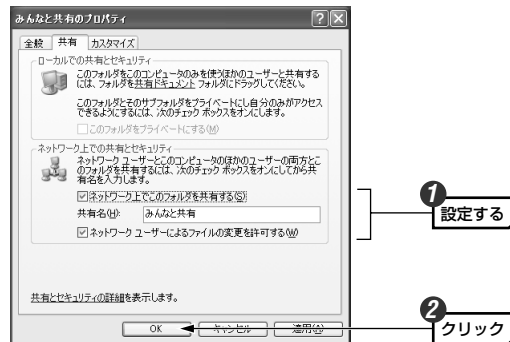 みんなと共有のプロパティ
全般 共有 カスタマイズ
ローカルでの共有とセキュリティ
このフォルダをこのコンピュータのみを使うほかのユーザーと共有する
には、フォルダを共有ドキュメント フォルダにドラッグしてください。
このフォルダとそのサブフォルダをプライベートにし自分のみがアクセス
できるようにするには、次のチェック ボックスをオンにします。
このフォルダをプライベートにする(M)
ネットワーク上での共有とセキュリティ
ネットワーク ユーザーとこのコンピュータのほかのユーザーの両方とこ
のフォルダを共有するには、次のチェック ボックスをオンにしてから共
有名を入力します。
ネットワーク上でこのフォルダを共有する(S)
共有名(H): みんなと共有
ネットワーク ユーザーによるファイルの変更を許可する(W)
1 設定する
共有とセキュリティの詳細を表示します。
OK キャンセル 適用(A)
2 クリック